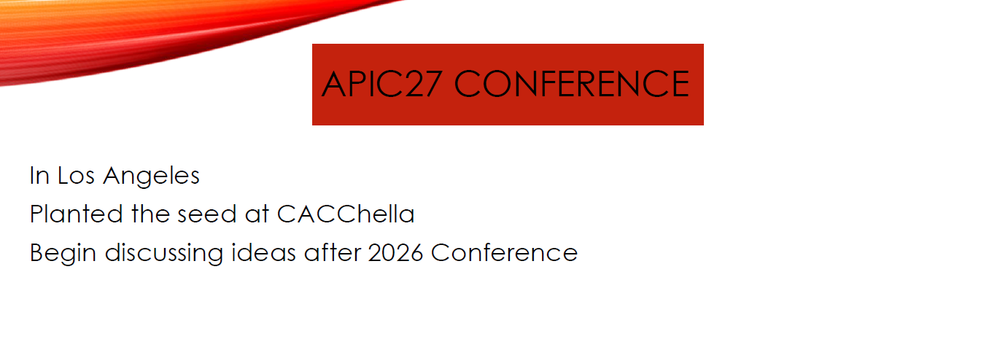 APIC27 CONFERENCE
In Los Angeles
Planted the seed at CACChella
Begin discussing ideas after 2026 Conference